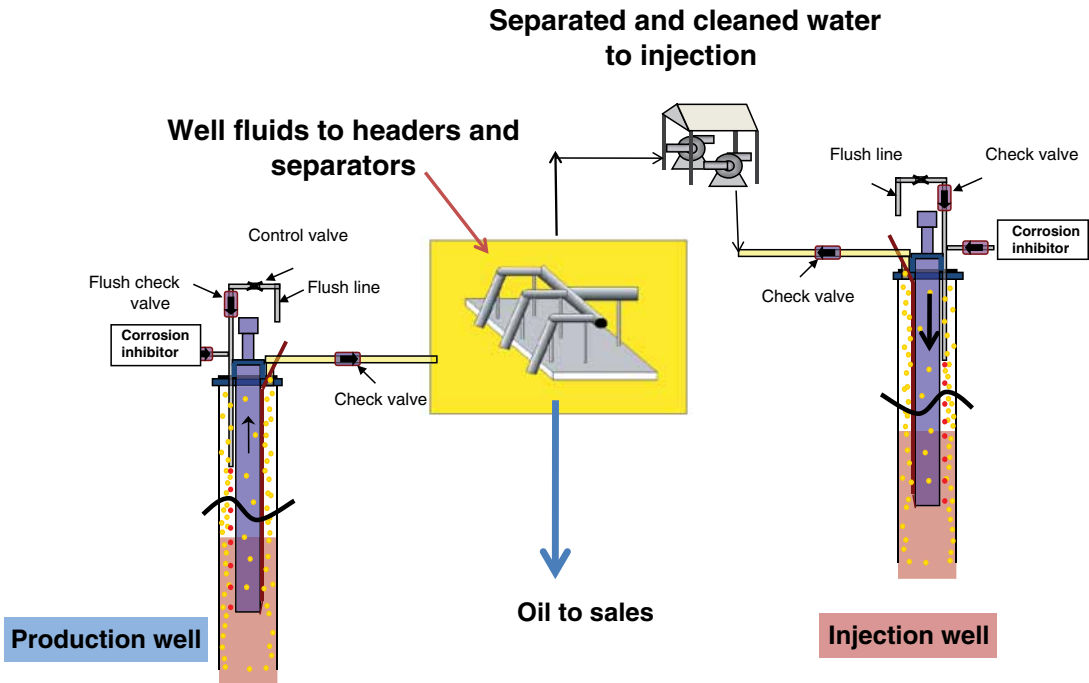 Separated and cleaned water
to injection
Well fluids to headers and
separators
Flush line
Check valve
Corrosion
inhibitor
Check valve
Control valve
Flush check
valve
Flush line
Corrosion
inhibitor
Check valve
Oil to sales
Production well
Injection well